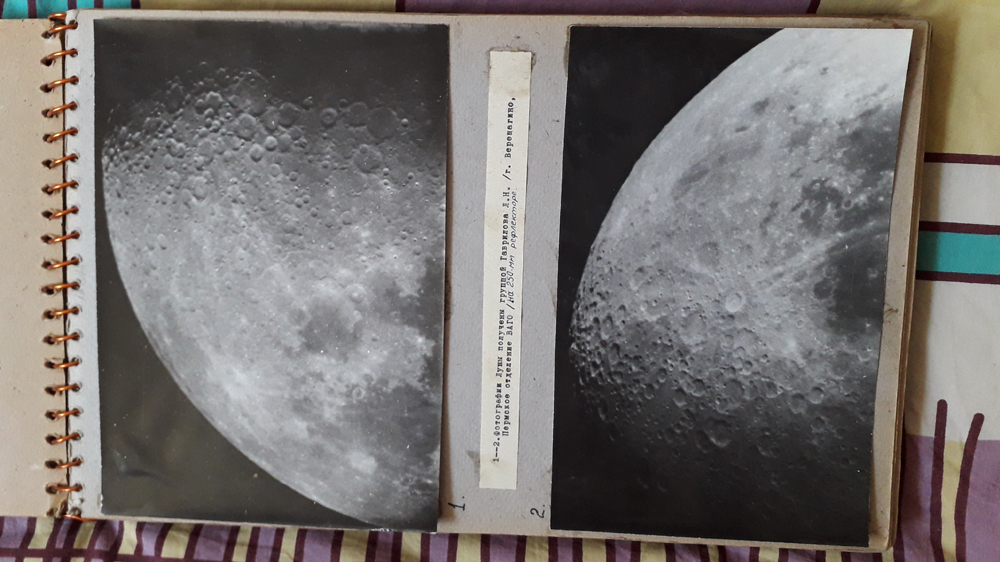 1--2.Фотографии Луны получены группой Гаврилова Л.Н. /г. Верещагино,
Пермское отделение ВАГО /на 250 мм рефлекторе.
1.
2.